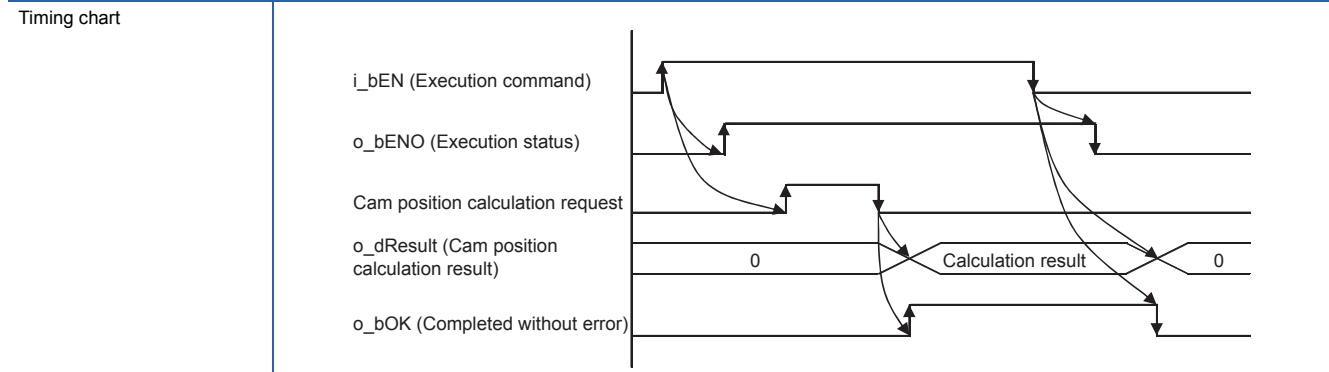 Timing chart
i_bEN (Execution command)
o_bENO (Execution status)
Cam position calculation request
o_dResult (Cam position
calculation result)
0
Calculation result
0
o_bOK (Completed without error)